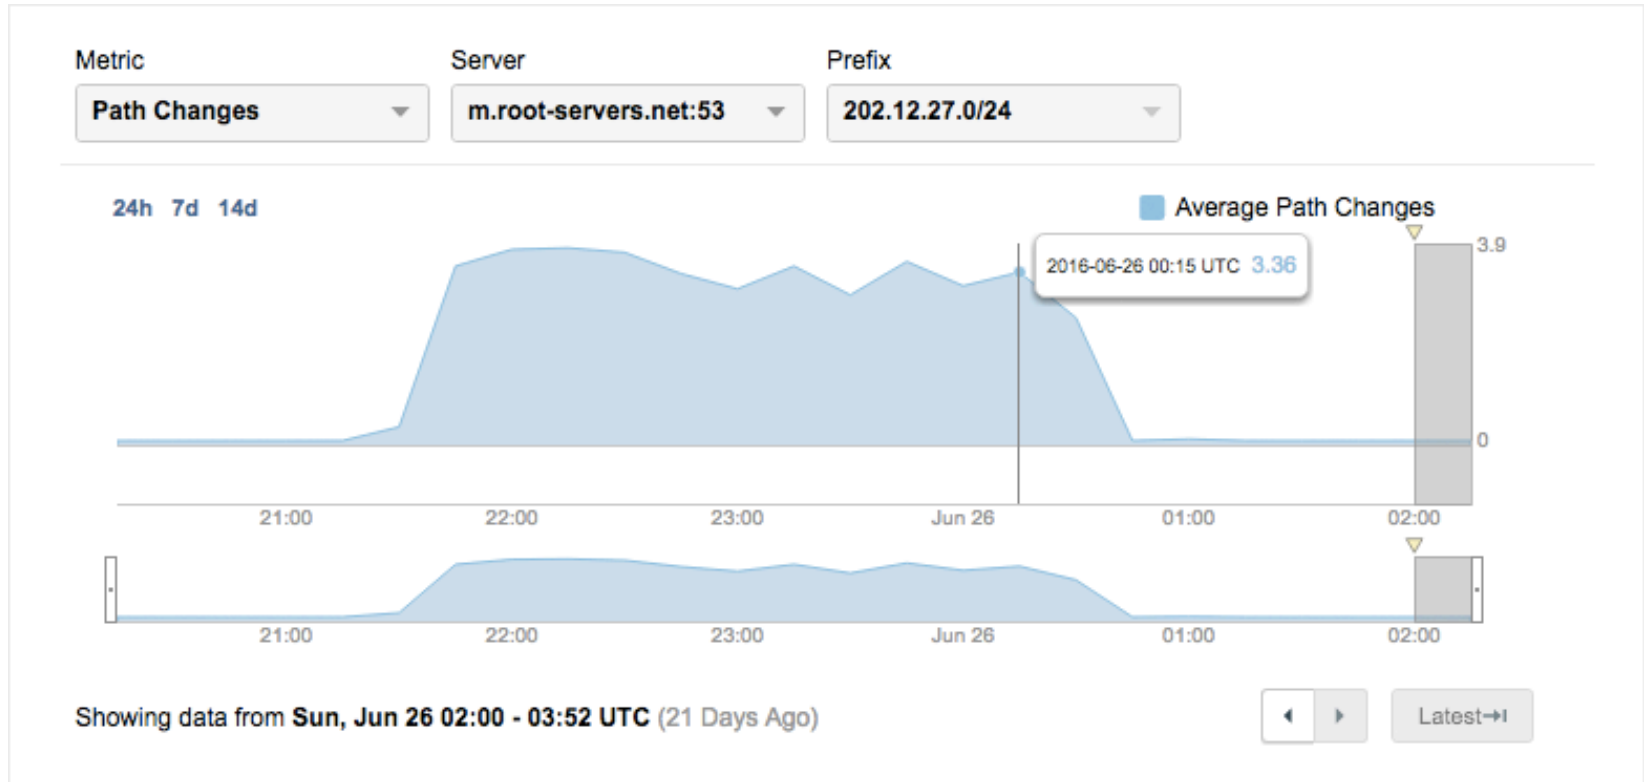 Metric Server Prefix
Path Changes m.root-servers.net:53 202.12.27.0/24
24h 7d 14d Average Path Changes
3.9
2016-06-26 00:15 UTC 3.36
0
21:00 22:00 23:00 Jun 26 01:00 02:00
21:00 22:00 23:00 Jun 26 01:00 02:00
Showing data from Sun, Jun 26 02:00 - 03:52 UTC (21 Days Ago) Latest